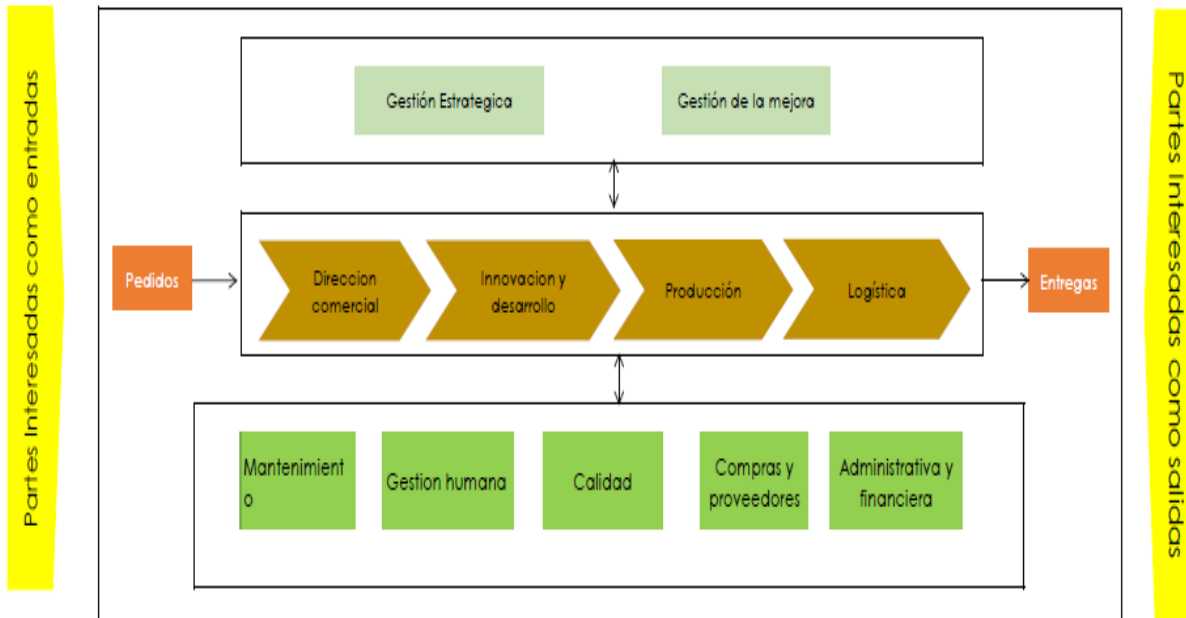 Partes Interesadas como entradas
Gestión Estrategica
Gestión de la mejora
Pedidos
Direccion
comercial
Innovacion y
desarrollo
Producción
Logística
Entregas
Mantenimient
o
Gestion humana
Calidad
Compras y
proveedores
Administrativa y
financiera
Partes Interesadas como salidas